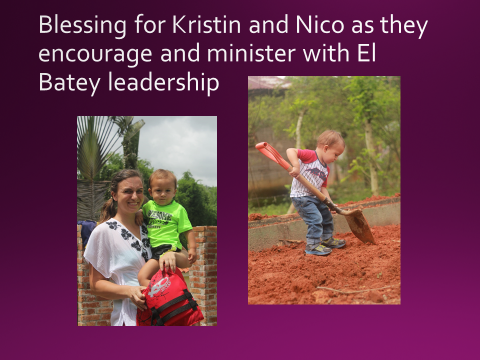 Blessing for Kristin and Nico as they
encourage and minister with El
Batey leadership